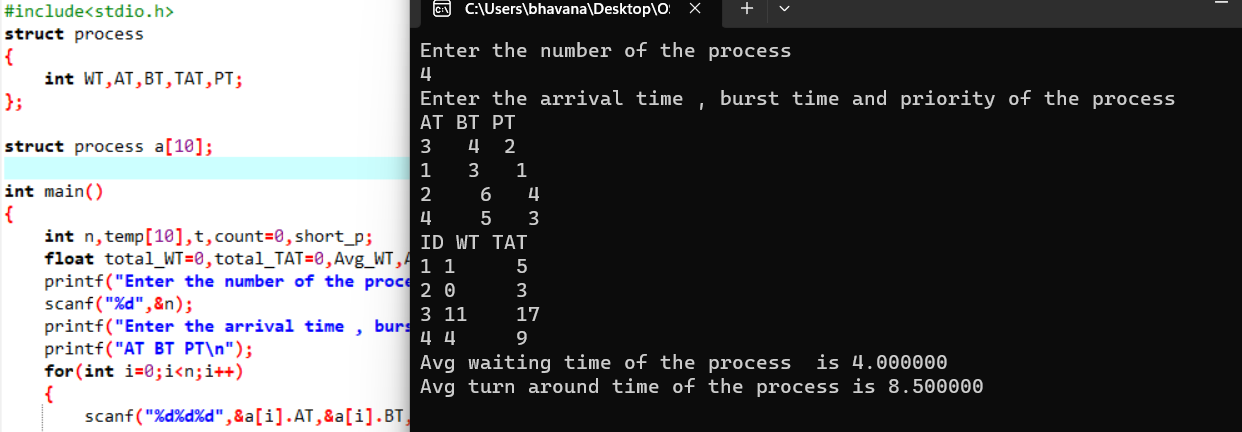 #include<stdio.h>
struct process
{
    int WT,AT,BT,TAT,PT;
};
struct process a[10];
int main()
{
    int n,temp[10],t,count=0,short_p;
    float total_WT=0,total_TAT=0,Avg_WT,
    printf("Enter the number of the proce
    scanf("%d",&n);
    printf("Enter the arrival time , burs
    printf("AT BT PT\n");
    for(int i=0;i<n;i++)
    {
        scanf("%d%d%d",&a[i].AT,&a[i].BT,
C:\Users\bhavana\Desktop\O
Enter the number of the process
4
Enter the arrival time , burst time and priority of the process
AT BT PT
3   4  2
1   3   1
2    6   4
4    5   3
ID WT TAT
1 1     5
2 0     3
3 11    17
4 4     9
Avg waiting time of the process  is 4.000000
Avg turn around time of the process is 8.500000